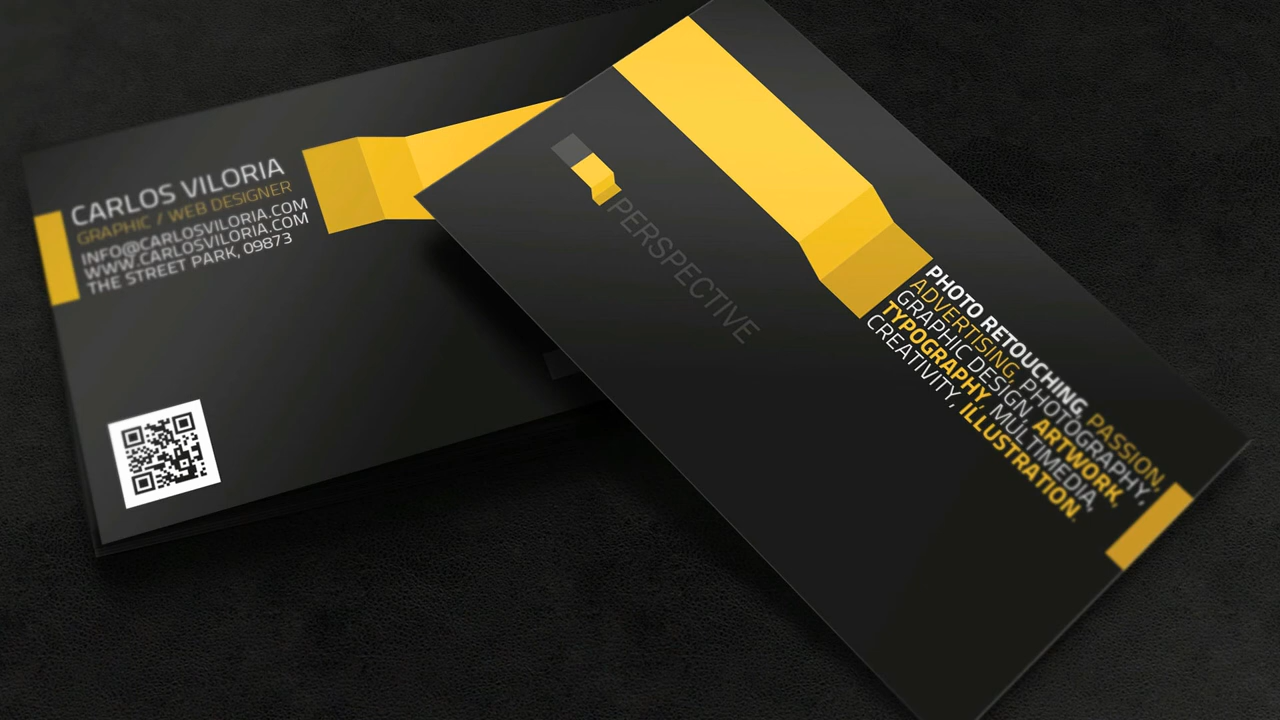 CARLOS VILORIA
GRAPHIC / WEB DESIGNER
INFO@CARLOSVILORIA.COM
WWW.CARLOSVILORIA.COM
THE STREET PARK, 09873
PERSPECTIVE
PHOTO RETOUCHING, PASSION,
ADVERTISING, PHOTOGRAPHY,
GRAPHIC DESIGN, ARTWORK,
TYPOGRAPHY, MULTIMEDIA,
CREATIVITY, ILLUSTRATION.